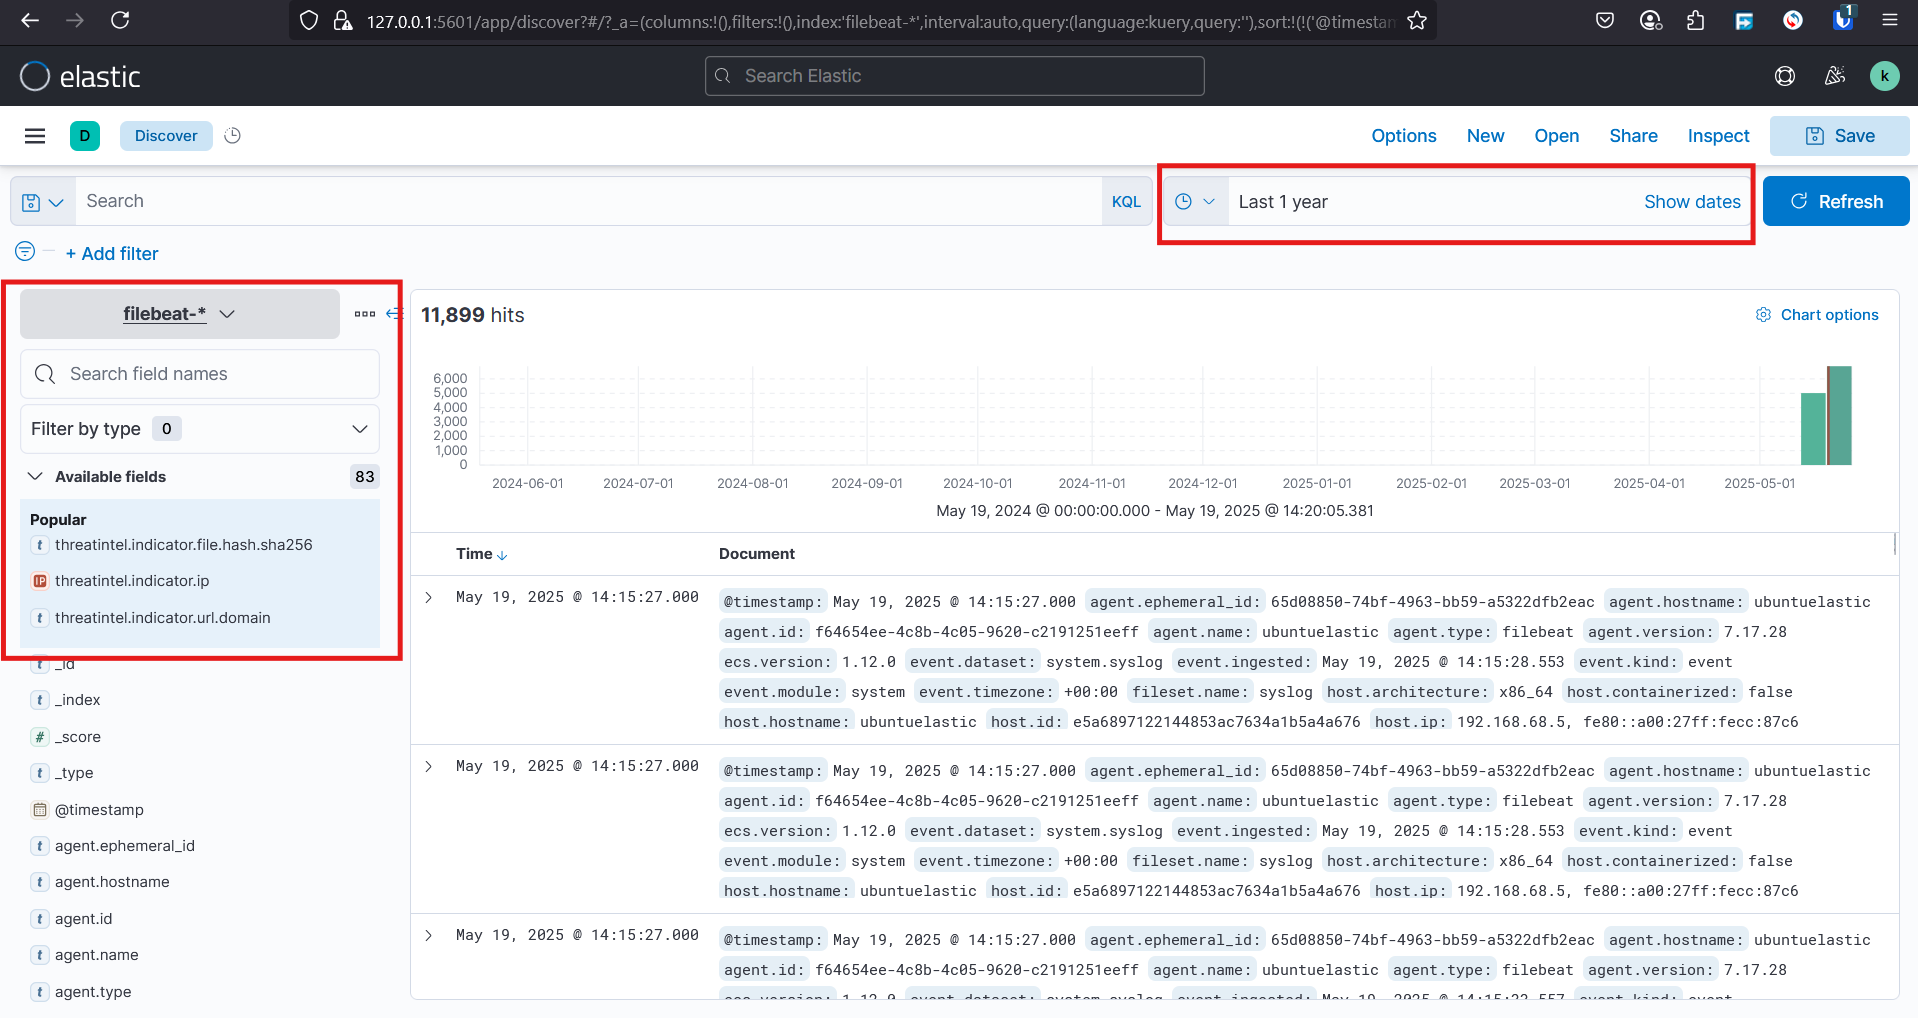 127.0.0.1:5601/app/discover?#/?_a=(columns:!(),filters:!(),index:'filebeat-*',interval:auto,query:(language:kuery,query:''),sort:!(!('@timestam
1
elastic
Search Elastic
k
D
Discover
Options
New
Open
Share
Inspect
Save
Search
KQL
Last 1 year
Show dates
Refresh
+ Add filter
filebeat-*
Search field names
Filter by type 0
Available fields 83
Popular
t threatintel.indicator.file.hash.sha256
IP threatintel.indicator.ip
t threatintel.indicator.url.domain
t _id
t _index
# _score
t _type
@timestamp
t agent.ephemeral_id
t agent.hostname
t agent.id
t agent.name
t agent.type
11,899 hits
Chart options
6,000
5,000
4,000
3,000
2,000
1,000
0
2024-06-01 2024-07-01 2024-08-01 2024-09-01 2024-10-01 2024-11-01 2024-12-01 2025-01-01 2025-02-01 2025-03-01 2025-04-01 2025-05-01
May 19, 2024 @ 00:00:00.000 - May 19, 2025 @ 14:20:05.381
Time Document
May 19, 2025 @ 14:15:27.000
@timestamp: May 19, 2025 @ 14:15:27.000 agent.ephemeral_id: 65d08850-74bf-4963-bb59-a5322dfb2eac agent.hostname: ubuntuelastic
agent.id: f64654ee-4c8b-4c05-9620-c2191251eeff agent.name: ubuntuelastic agent.type: filebeat agent.version: 7.17.28
ecs.version: 1.12.0 event.dataset: system.syslog event.ingested: May 19, 2025 @ 14:15:28.553 event.kind: event
event.module: system event.timezone: +00:00 fileset.name: syslog host.architecture: x86_64 host.containerized: false
host.hostname: ubuntuelastic host.id: e5a6897122144853ac7634a1b5a4a676 host.ip: 192.168.68.5, fe80::a00:27ff:fecc:87c6
May 19, 2025 @ 14:15:27.000
@timestamp: May 19, 2025 @ 14:15:27.000 agent.ephemeral_id: 65d08850-74bf-4963-bb59-a5322dfb2eac agent.hostname: ubuntuelastic
agent.id: f64654ee-4c8b-4c05-9620-c2191251eeff agent.name: ubuntuelastic agent.type: filebeat agent.version: 7.17.28
ecs.version: 1.12.0 event.dataset: system.syslog event.ingested: May 19, 2025 @ 14:15:28.553 event.kind: event
event.module: system event.timezone: +00:00 fileset.name: syslog host.architecture: x86_64 host.containerized: false
host.hostname: ubuntuelastic host.id: e5a6897122144853ac7634a1b5a4a676 host.ip: 192.168.68.5, fe80::a00:27ff:fecc:87c6
May 19, 2025 @ 14:15:27.000
@timestamp: May 19, 2025 @ 14:15:27.000 agent.ephemeral_id: 65d08850-74bf-4963-bb59-a5322dfb2eac agent.hostname: ubuntuelastic
agent.id: f64654ee-4c8b-4c05-9620-c2191251eeff agent.name: ubuntuelastic agent.type: filebeat agent.version: 7.17.28